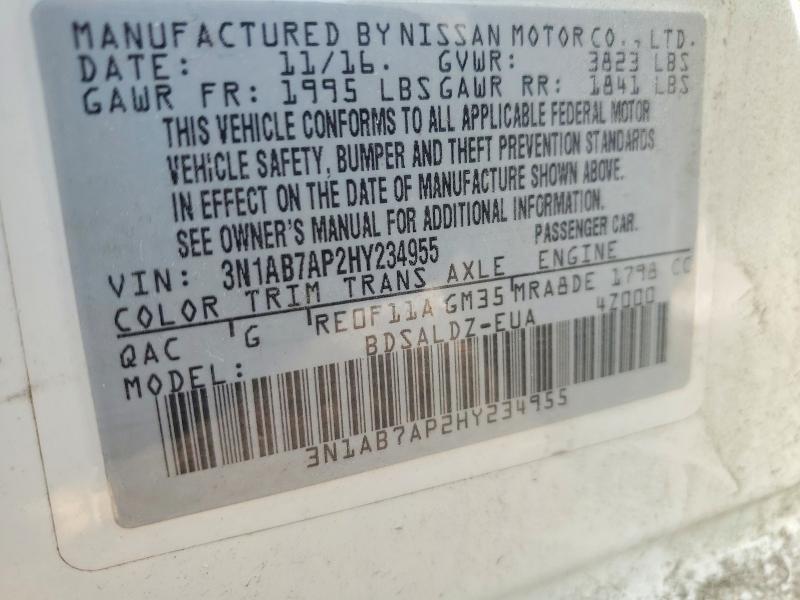 MANUFACTURED BY NISSAN MOTOR CO., LTD.
DATE: 11/16. GVWR: 3823 LBS
GAWR FR: 1995 LBS GAWR RR: 1841 LBS
THIS VEHICLE CONFORMS TO ALL APPLICABLE FEDERAL MOTOR
VEHICLE SAFETY, BUMPER AND THEFT PREVENTION STANDARDS
IN EFFECT ON THE DATE OF MANUFACTURE SHOWN ABOVE.
SEE OWNER'S MANUAL FOR ADDITIONAL INFORMATION.
VIN: 3N1AB7AP2HY234955 PASSENGER CAR.
COLOR TRIM TRANS AXLE ENGINE
QAC G RE0F11A GM35 MRA8DE 1798 CC
MODEL: BDSALDZ-EUA 4Z000
3N1AB7AP2HY234955